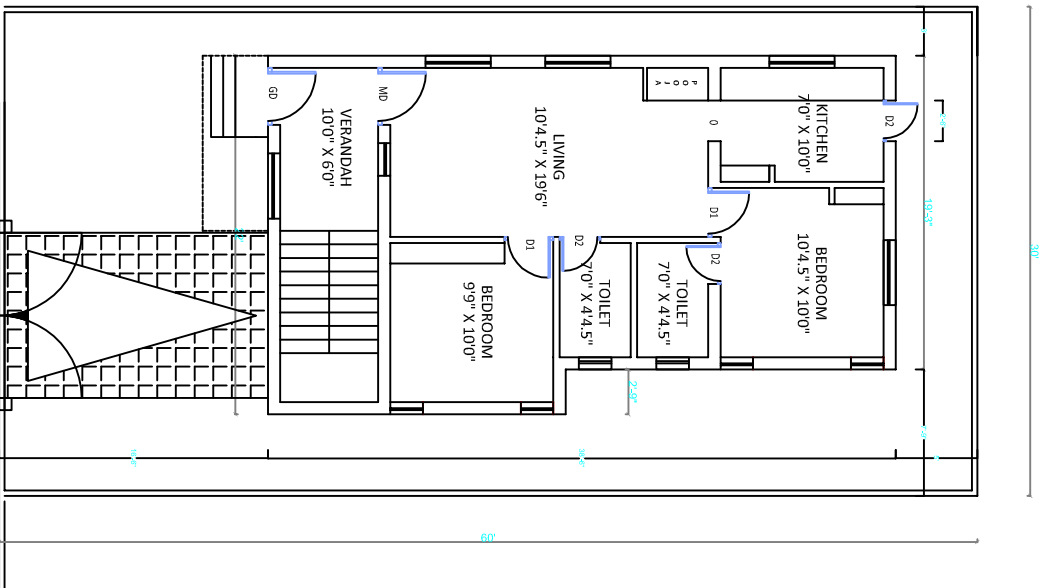 KITCHEN
7'0" X 10'0"
D2
O
POJA
LIVING
10'4.5" X 19'6"
MD
VERANDAH
10'0" X 6'0"
GD
BEDROOM
10'4.5" X 10'0"
D1
D2
TOILET
7'0" X 4'4.5"
D2
TOILET
7'0" X 4'4.5"
D1
BEDROOM
9'9" X 10'0"
2'-9"
19'-3"
30'
60'